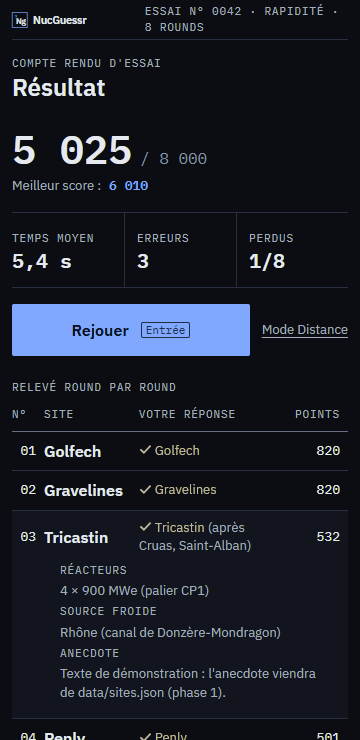 Ng NucGuessr
ESSAI N° 0042 · RAPIDITÉ ·
8 ROUNDS
COMPTE RENDU D'ESSAI
Résultat
5 025 / 8 000
Meilleur score : 6 010
TEMPS MOYEN ERREURS PERDUS
5,4 s 3 1/8
Rejouer Entrée Mode Distance
RELEVÉ ROUND PAR ROUND
N° SITE VOTRE RÉPONSE POINTS
01 Golfech ✓ Golfech 820
02 Gravelines ✓ Gravelines 820
03 Tricastin ✓ Tricastin (après
Cruas, Saint-Alban) 532
RÉACTEURS
4 × 900 MWe (palier CP1)
SOURCE FROIDE
Rhône (canal de Donzère-Mondragon)
ANECDOTE
Texte de démonstration : l'anecdote viendra
de data/sites.json (phase 1).
04 Penly ✓ Penly 501